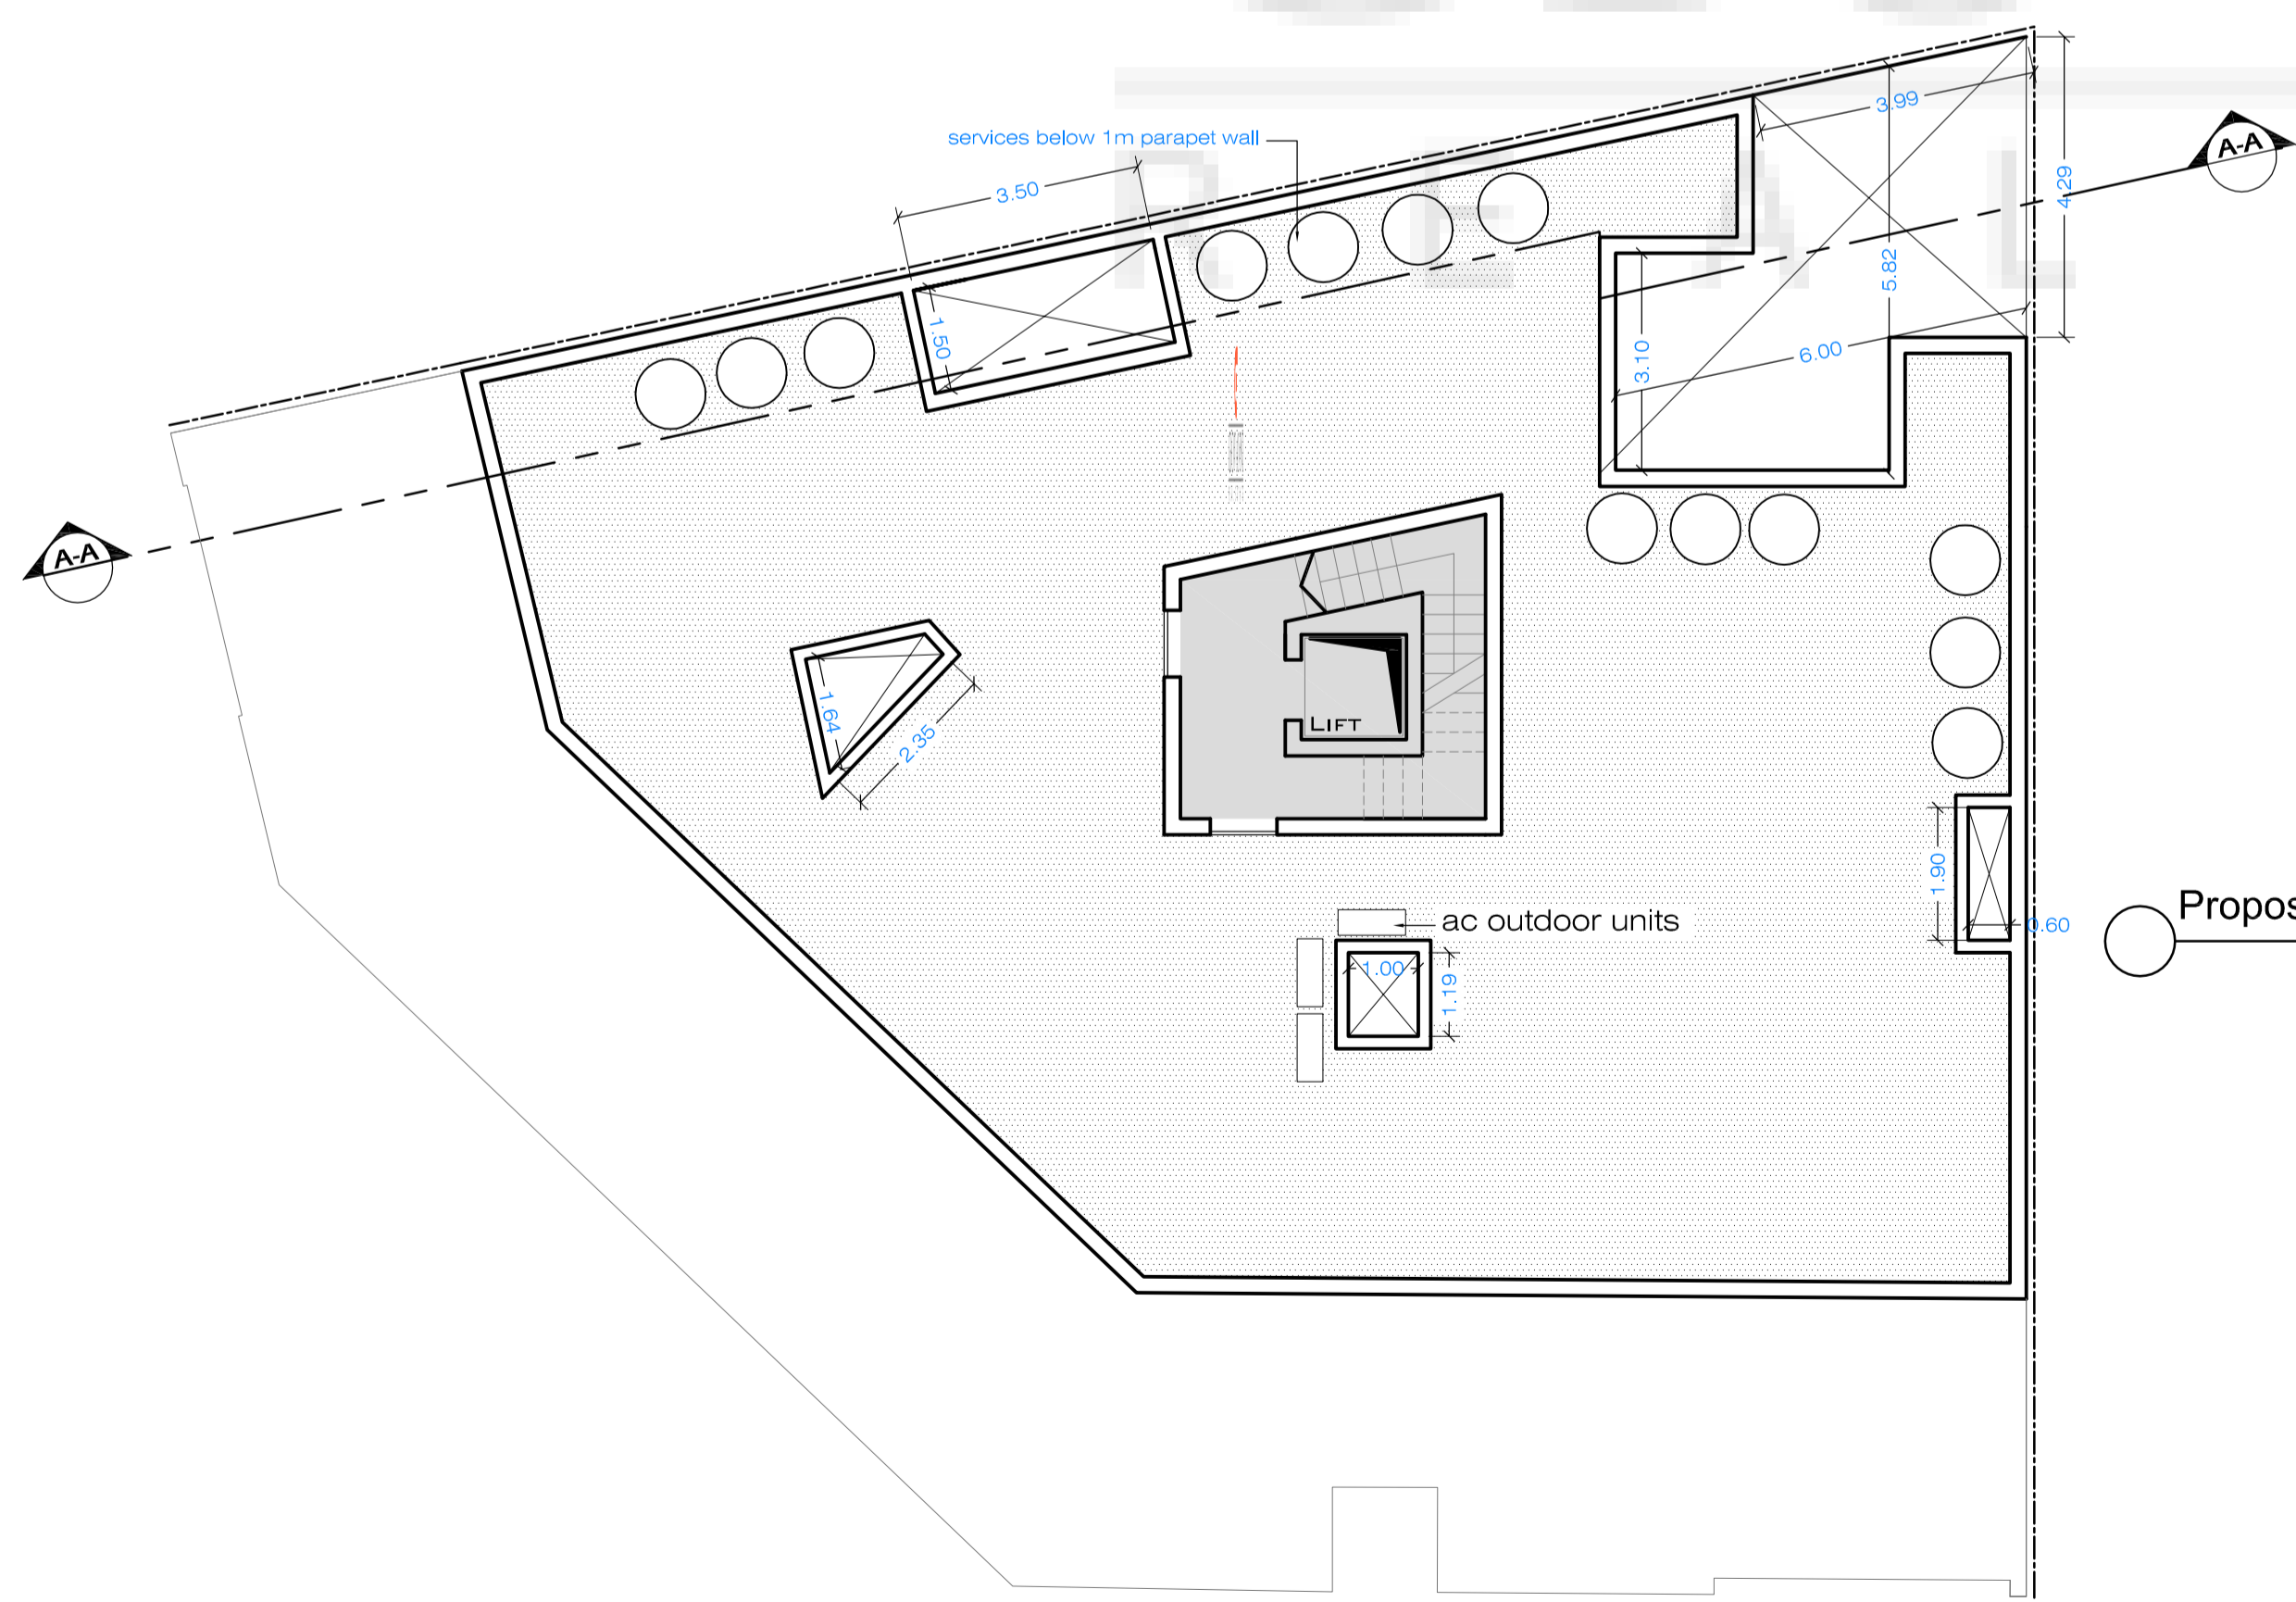 R E A L
3.99
A-A
services below 1m parapet wall
3.50
4.29
5.82
1.50
3.10
6.00
A-A
1.64
2.35
LIFT
1.90
ac outdoor units
0.60
1.00
1.19
Propos